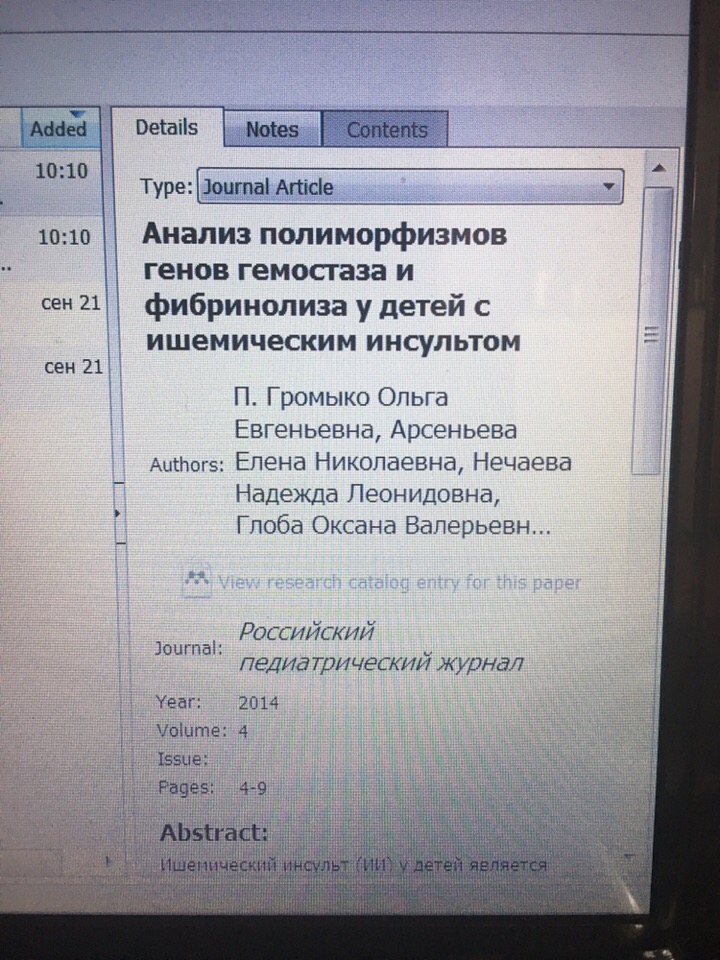 Added
Details
Notes
Contents
10:10
10:10
..
сен 21
сен 21
Type: Journal Article
Анализ полиморфизмов
генов гемостаза и
фибринолиза у детей с
ишемическим инсультом
Authors:
П. Громыко Ольга
Евгеньевна, Арсеньева
Елена Николаевна, Нечаева
Надежда Леонидовна,
Глоба Оксана Валерьевн...
View research catalog entry for this paper
Journal:
Российский
педиатрический журнал
Year: 2014
Volume: 4
Issue:
Pages: 4-9
Abstract:
Ишемический инсульт (ИИ) у детей является